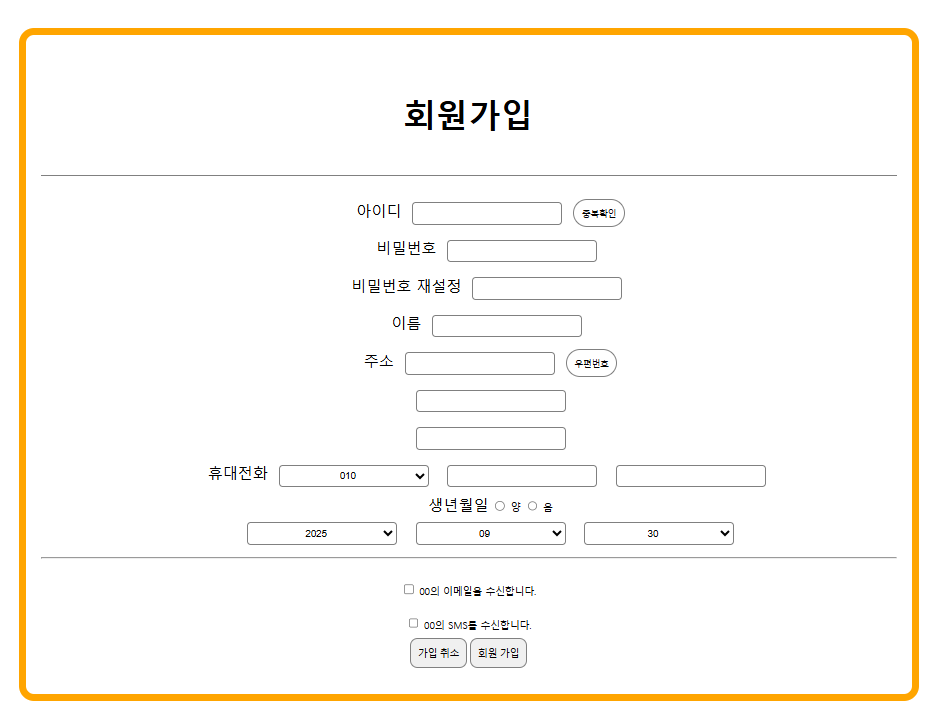 회원가입
아이디 중복확인
비밀번호
비밀번호 재설정
이름
주소 우편번호
휴대전화 010
생년월일 양 음
2025 09 30
00의 이메일을 수신합니다.
00의 SMS를 수신합니다.
가입 취소 회원 가입